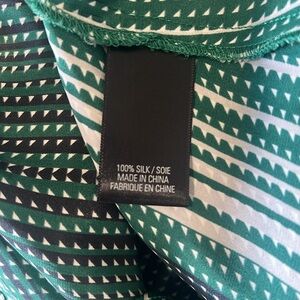 100% SILK / SOIE
MADE IN CHINA
FABRIQUE EN CHINE